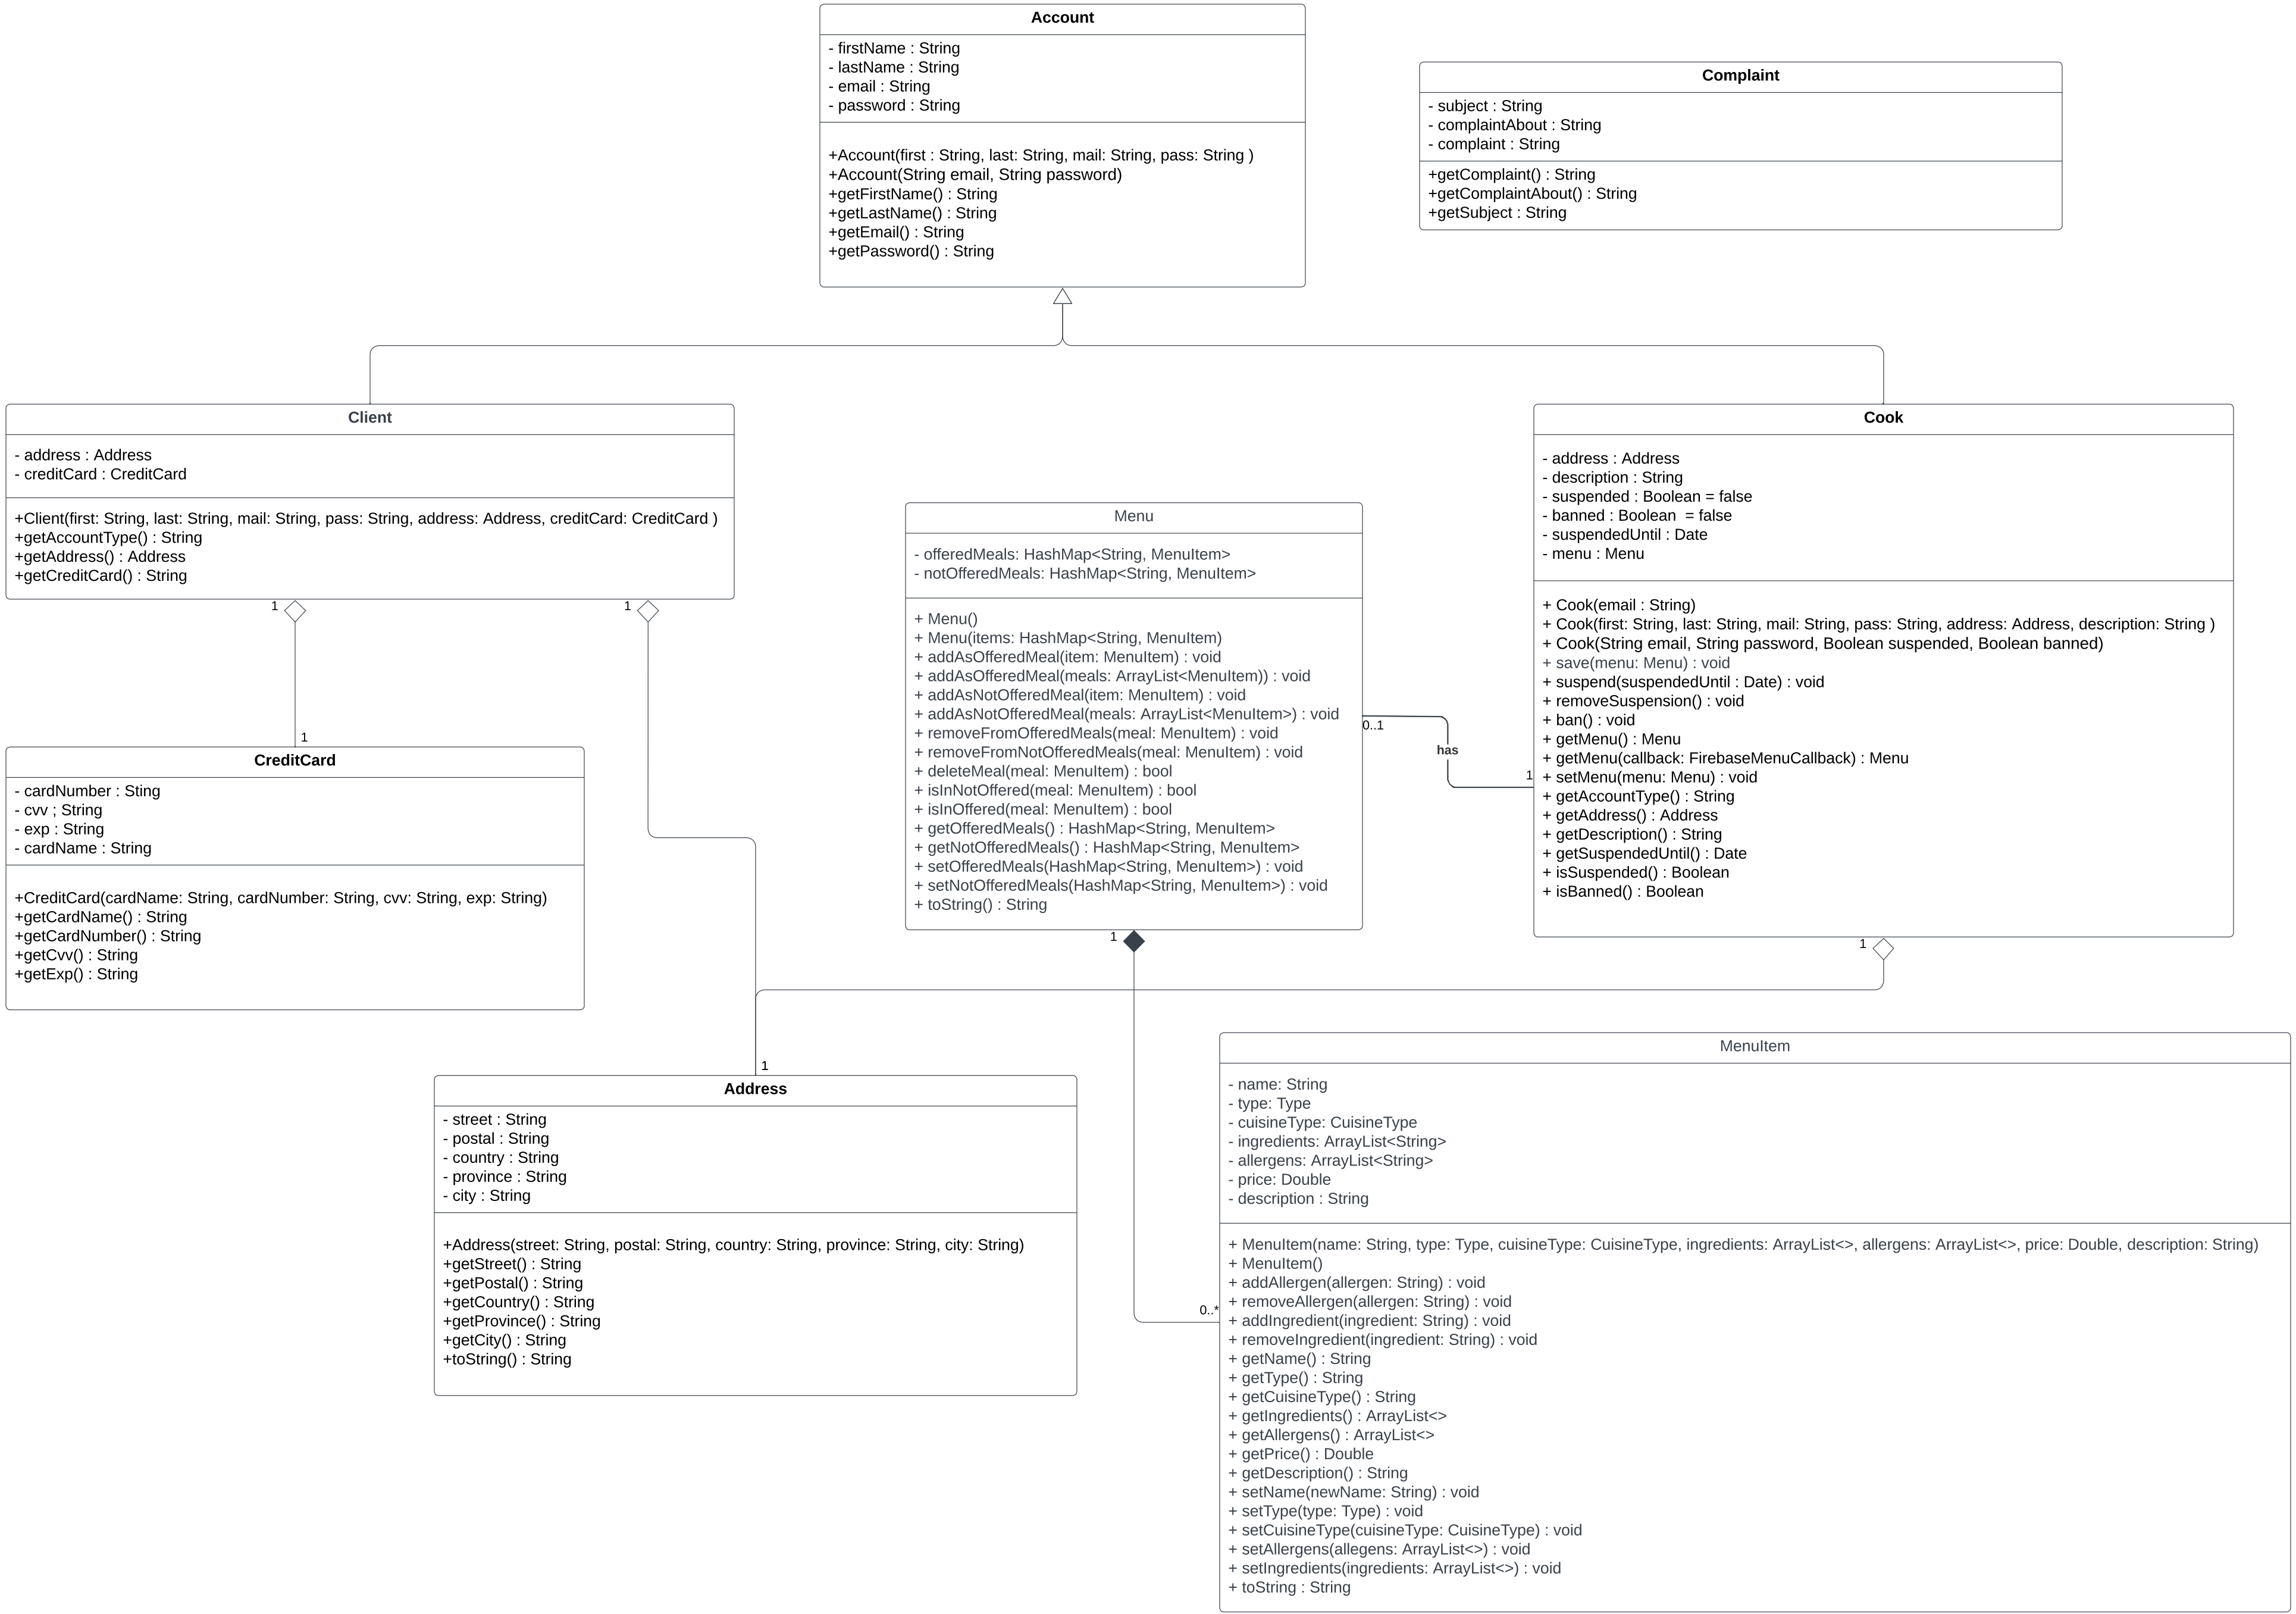 Account
- firstName : String
- lastName : String
- email : String
- password : String
+Account(first : String, last: String, mail: String, pass: String )
+Account(String email, String password)
+getFirstName() : String
+getLastName() : String
+getEmail() : String
+getPassword() : String
Complaint
- subject : String
- complaintAbout : String
- complaint : String
+getComplaint() : String
+getComplaintAbout() : String
+getSubject : String
Client
- address : Address
- creditCard : CreditCard
+Client(first: String, last: String, mail: String, pass: String, address: Address, creditCard: CreditCard )
+getAccountType() : String
+getAddress() : Address
+getCreditCard() : String
1
1
1
Menu
- offeredMeals: HashMap<String, MenuItem>
- notOfferedMeals: HashMap<String, MenuItem>
+ Menu()
+ Menu(items: HashMap<String, MenuItem)
+ addAsOfferedMeal(item: MenuItem) : void
+ addAsOfferedMeal(meals: ArrayList<MenuItem)) : void
+ addAsNotOfferedMeal(item: MenuItem) : void
+ addAsNotOfferedMeal(meals: ArrayList<MenuItem>) : void
+ removeFromOfferedMeals(meal: MenuItem) : void
+ removeFromNotOfferedMeals(meal: MenuItem) : void
+ deleteMeal(meal: MenuItem) : bool
+ isInNotOffered(meal: MenuItem) : bool
+ isInOffered(meal: MenuItem) : bool
+ getOfferedMeals() : HashMap<String, MenuItem>
+ getNotOfferedMeals() : HashMap<String, MenuItem>
+ setOfferedMeals(HashMap<String, MenuItem>) : void
+ setNotOfferedMeals(HashMap<String, MenuItem>) : void
+ toString() : String
0..1
has
1
1
Cook
- address : Address
- description : String
- suspended : Boolean = false
- banned : Boolean  = false
- suspendedUntil : Date
- menu : Menu
+ Cook(email : String)
+ Cook(first: String, last: String, mail: String, pass: String, address: Address, description: String )
+ Cook(String email, String password, Boolean suspended, Boolean banned)
+ save(menu: Menu) : void
+ suspend(suspendedUntil : Date) : void
+ removeSuspension() : void
+ ban() : void
+ getMenu() : Menu
+ getMenu(callback: FirebaseMenuCallback) : Menu
+ setMenu(menu: Menu) : void
+ getAccountType() : String
+ getAddress() : Address
+ getDescription() : String
+ getSuspendedUntil() : Date
+ isSuspended() : Boolean
+ isBanned() : Boolean
1
CreditCard
- cardNumber : Sting
- cvv ; String
- exp : String
- cardName : String
+CreditCard(cardName: String, cardNumber: String, cvv: String, exp: String)
+getCardName() : String
+getCardNumber() : String
+getCvv() : String
+getExp() : String
1
Address
- street : String
- postal : String
- country : String
- province : String
- city : String
+Address(street: String, postal: String, country: String, province: String, city: String)
+getStreet() : String
+getPostal() : String
+getCountry() : String
+getProvince() : String
+getCity() : String
+toString() : String
0..*
MenuItem
- name: String
- type: Type
- cuisineType: CuisineType
- ingredients: ArrayList<String>
- allergens: ArrayList<String>
- price: Double
- description : String
+ MenuItem(name: String, type: Type, cuisineType: CuisineType, ingredients: ArrayList<>, allergens: ArrayList<>, price: Double, description: String)
+ MenuItem()
+ addAllergen(allergen: String) : void
+ removeAllergen(allergen: String) : void
+ addIngredient(ingredient: String) : void
+ removeIngredient(ingredient: String) : void
+ getName() : String
+ getType() : String
+ getCuisineType() : String
+ getIngredients() : ArrayList<>
+ getAllergens() : ArrayList<>
+ getPrice() : Double
+ getDescription() : String
+ setName(newName: String) : void
+ setType(type: Type) : void
+ setCuisineType(cuisineType: CuisineType) : void
+ setAllergens(allegens: ArrayList<>) : void
+ setIngredients(ingredients: ArrayList<>) : void
+ toString : String